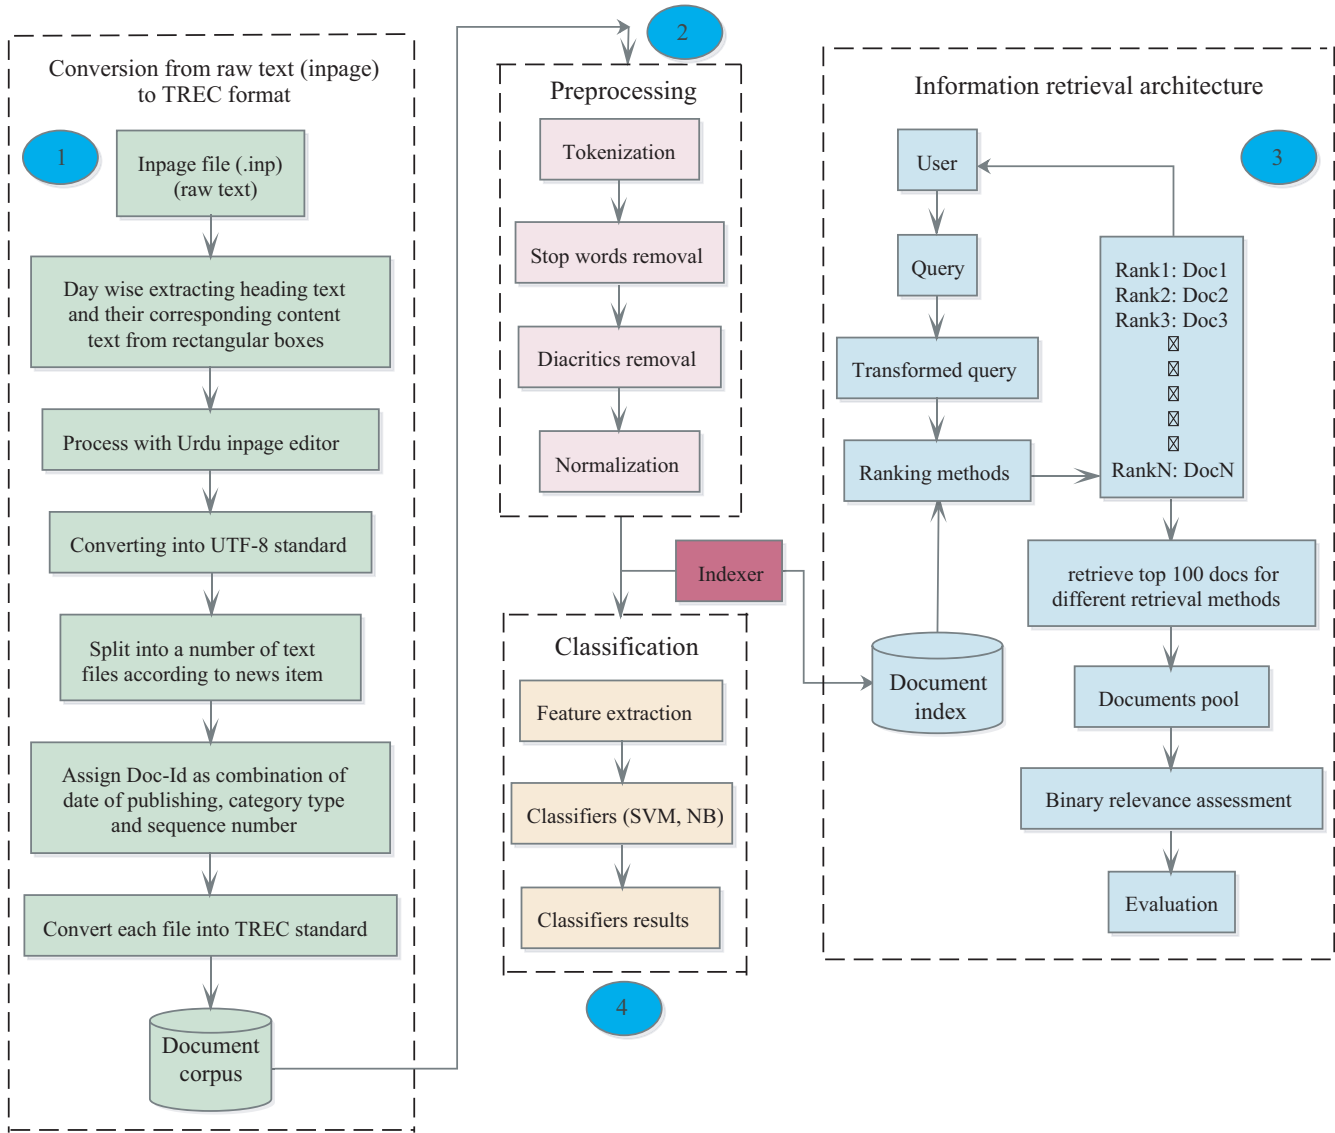 Conversion from raw text (inpage)
to TREC format
1
Inpage file (.inp)
(raw text)
Day wise extracting heading text
and their corresponding content
text from rectangular boxes
Process with Urdu inpage editor
Converting into UTF-8 standard
Split into a number of text
files according to news item
Assign Doc-Id as combination of
date of publishing, category type
and sequence number
Convert each file into TREC standard
Document
corpus
2
Preprocessing
Tokenization
Stop words removal
Diacritics removal
Normalization
Indexer
Classification
Feature extraction
Classifiers (SVM, NB)
Classifiers results
4
Information retrieval architecture
3
User
Query
Transformed query
Ranking methods
Document
index
Rank1: Doc1
Rank2: Doc2
Rank3: Doc3
RankN: DocN
retrieve top 100 docs for
different retrieval methods
Documents pool
Binary relevance assessment
Evaluation